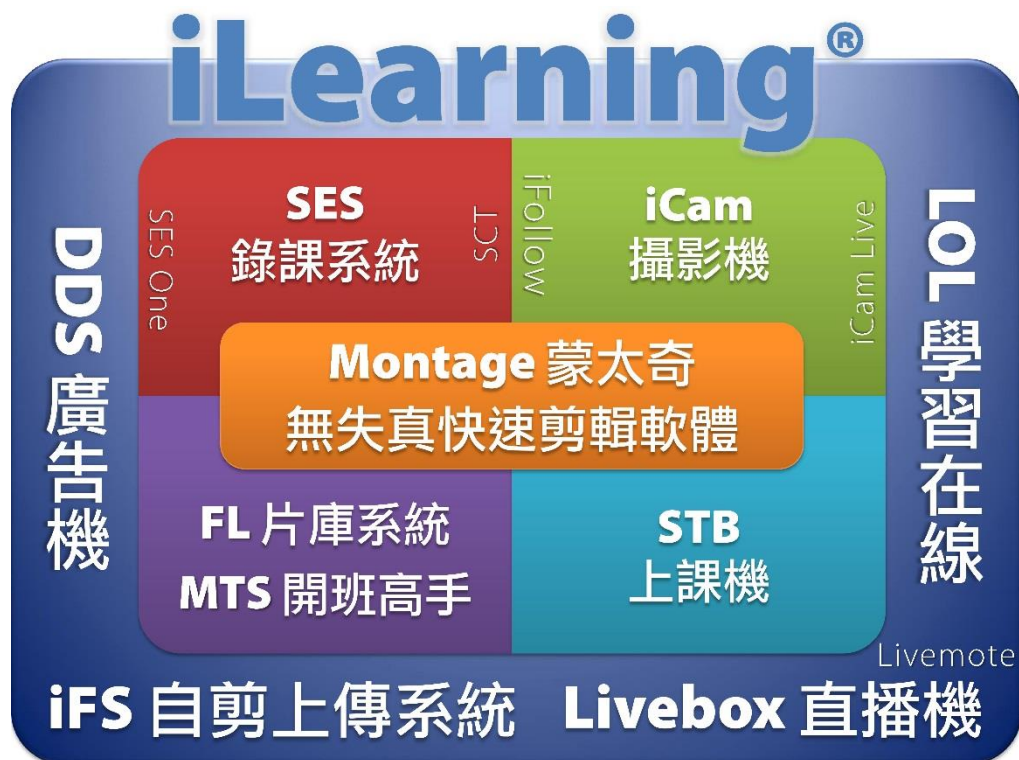 iLearning®
SES One
SES
錄課系統
SCT
iFollow
iCam
攝影機
iCam Live
DDS 廣告機
LOL 學習在線
Montage 蒙太奇
無失真快速剪輯軟體
FL 片庫系統
MTS 開班高手
STB
上課機
Livemote
iFS 自剪上傳系統
Livebox 直播機